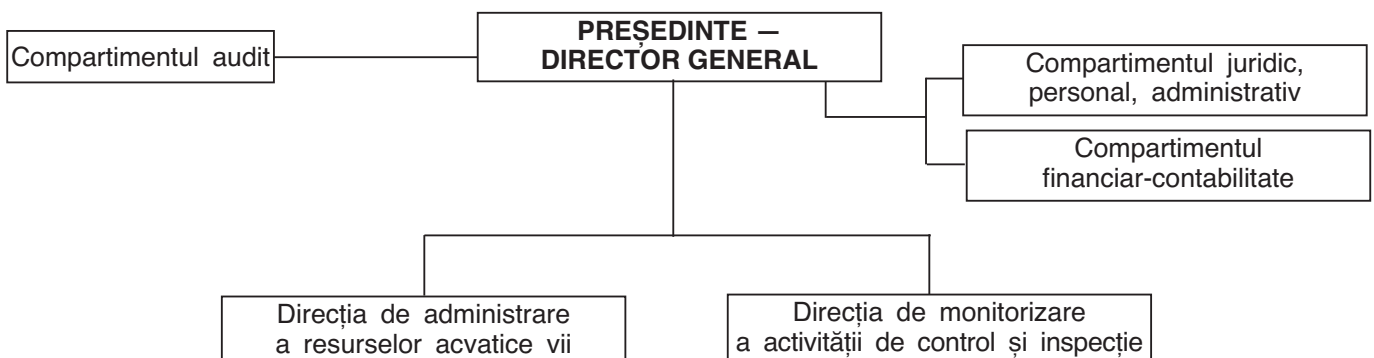 Compartimentul audit
PREȘEDINTE —
DIRECTOR GENERAL
Compartimentul juridic,
personal, administrativ
Compartimentul
financiar-contabilitate
Direcția de administrare
a resurselor acvatice vii
Direcția de monitorizare
a activității de control și inspecție